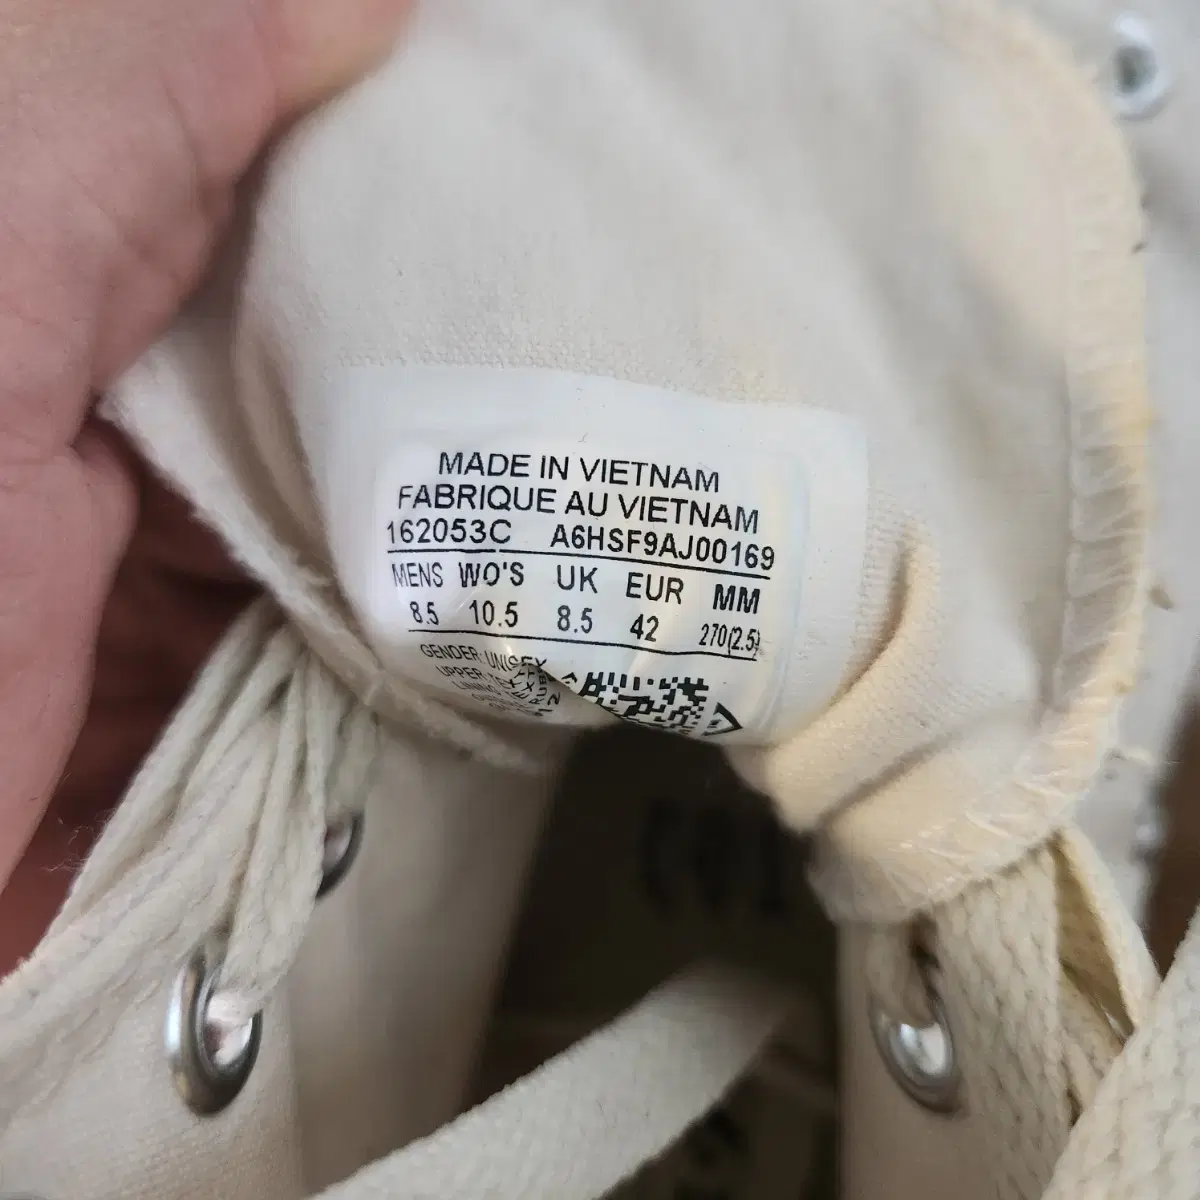 MADE IN VIETNAM
FABRIQUE AU VIETNAM
162053C A6HSF9AJ00169
MENS WO'S UK EUR MM
8.5 10.5 8.5 42 270(2.5)
GENDER: UNISEX
UPPER: